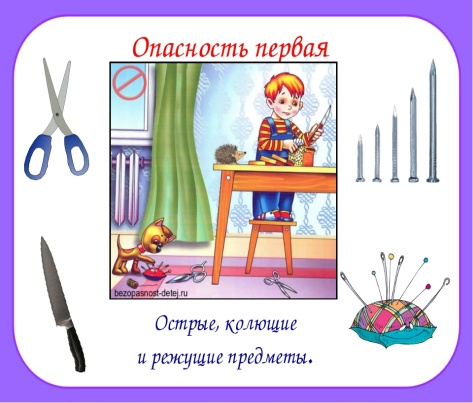 Опасность первая
bezopasnost-detej.ru
Острые, колющие
и режущие предметы.